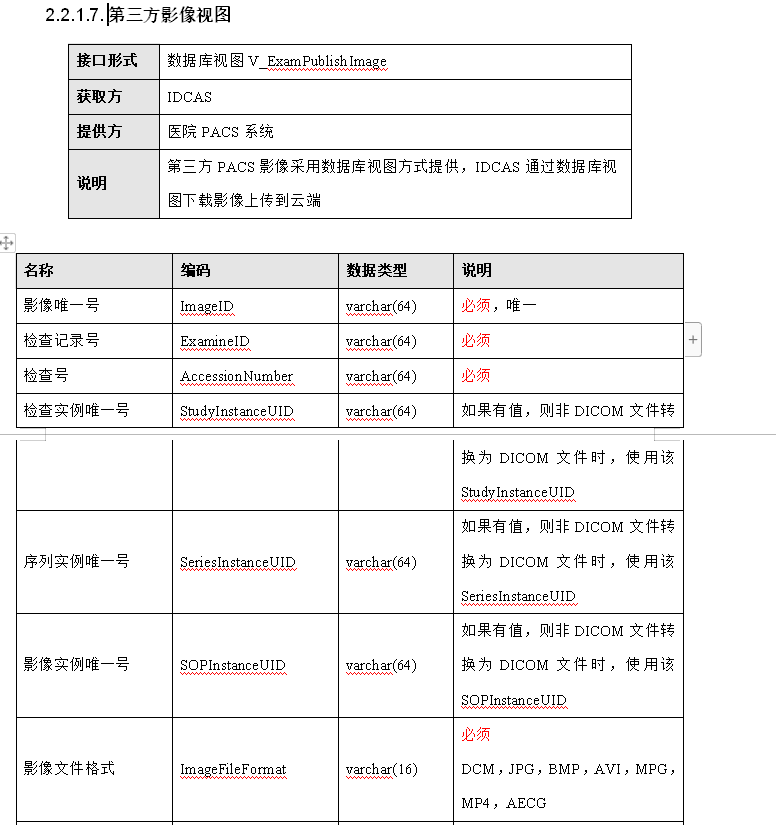 2.2.1.7. 第三方影像视图
接口形式 数据库视图 V_ExamPublishImage
获取方 IDCAS
提供方 医院 PACS 系统
说明 第三方 PACS 影像采用数据库视图方式提供，IDCAS 通过数据库视
图下载影像上传到云端
名称 编码 数据类型 说明
影像唯一号 ImageID varchar(64) 必须，唯一
检查记录号 ExamineID varchar(64) 必须
检查号 AccessionNumber varchar(64) 必须
检查实例唯一号 StudyInstanceUID varchar(64) 如果有值，则非 DICOM 文件转
换为 DICOM 文件时，使用该
StudyInstanceUID
序列实例唯一号 SeriesInstanceUID varchar(64) 如果有值，则非 DICOM 文件转
换为 DICOM 文件时，使用该
SeriesInstanceUID
影像实例唯一号 SOPInstanceUID varchar(64) 如果有值，则非 DICOM 文件转
换为 DICOM 文件时，使用该
SOPInstanceUID
影像文件格式 ImageFileFormat varchar(16) 必须
DCM，JPG，BMP，AVI，MPG，
MP4，AECG